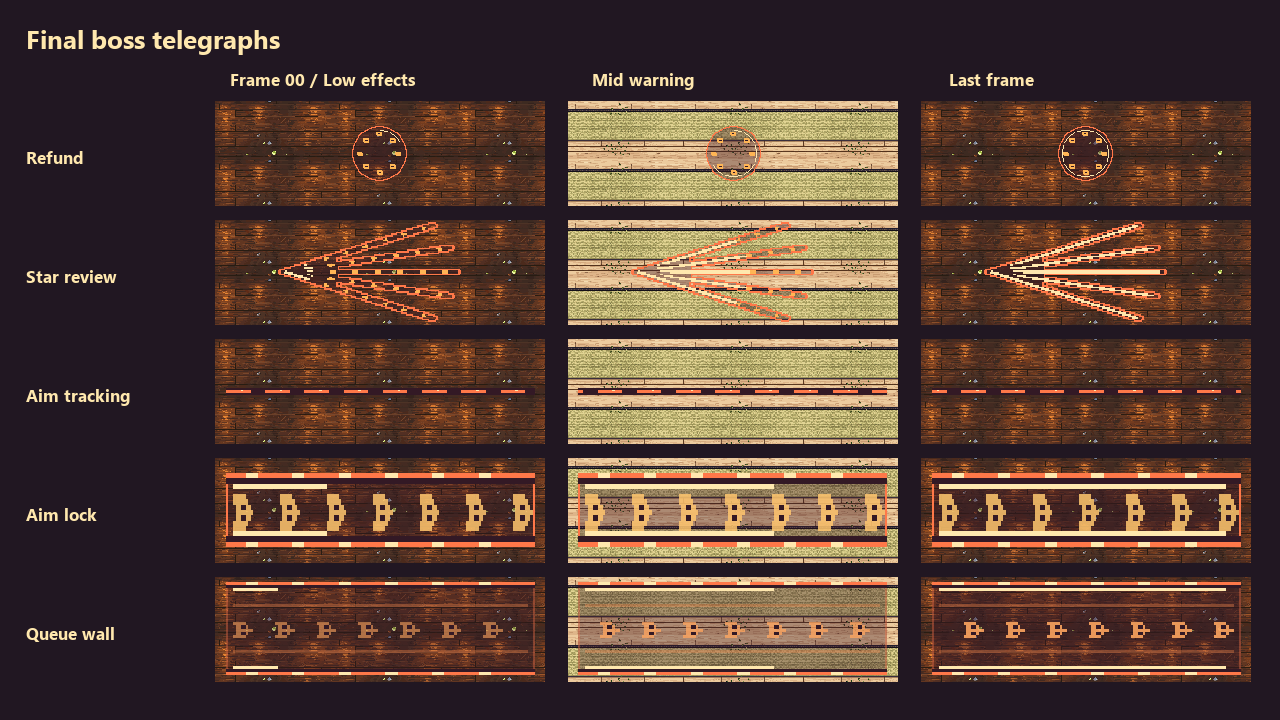 Final boss telegraphs
Frame 00 / Low effects
Mid warning
Last frame
Refund
Star review
Aim tracking
Aim lock
Queue wall